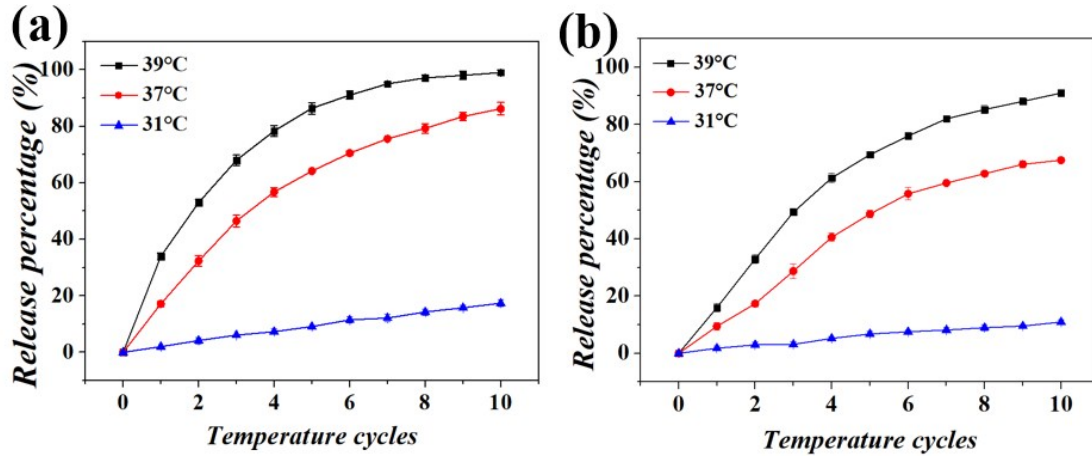 (a)
39°C
37°C
31°C
100
80
60
40
20
0
Release percentage (%)
0 2 4 6 8 10
Temperature cycles
(b)
39°C
37°C
31°C
100
80
60
40
20
0
Release percentage (%)
0 2 4 6 8 10
Temperature cycles